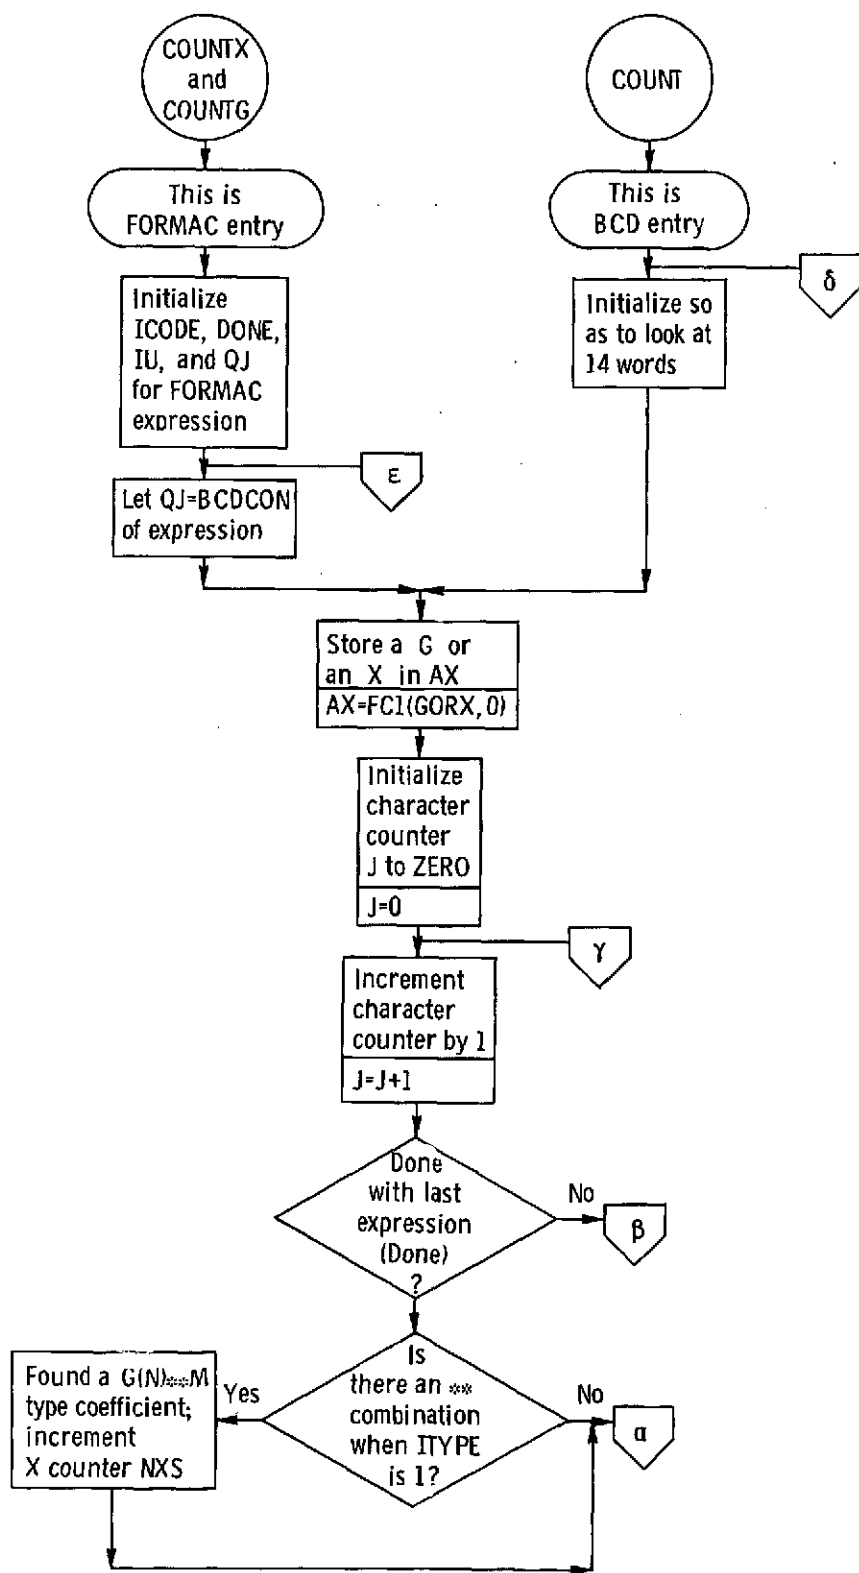 COUNTX
and
COUNTG
COUNT
This is
FORMAC entry
This is
BCD entry
δ
Initialize
ICODE, DONE,
IU, and QJ
for FORMAC
expression
Initialize so
as to look at
14 words
ε
Let QJ=BCDCON
of expression
Store a G or
an X in AX
AX=FC1(GORX, 0)
Initialize
character
counter
J to ZERO
J=0
γ
Increment
character
counter by 1
J=J+1
Done
with last
expression
(Done)
?
No
β
Is
there an **
combination
when ITYPE
is 1?
Yes
No
Found a G(N)**M
type coefficient;
increment
X counter NXS
α